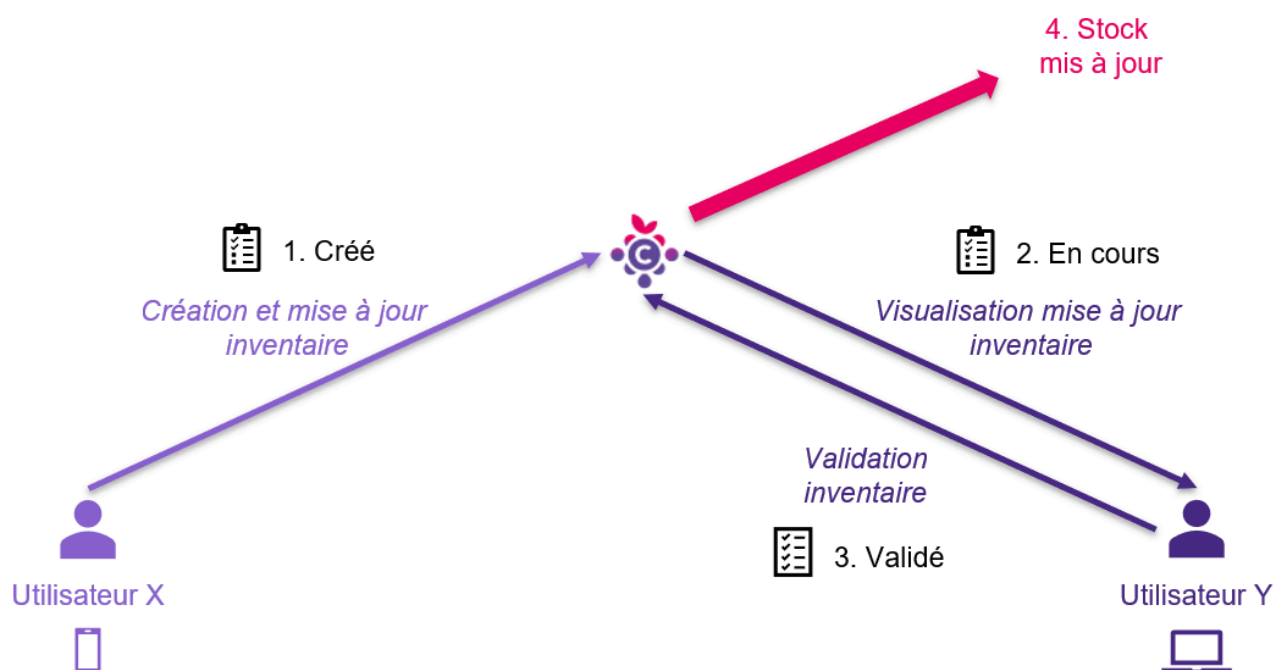 4. Stock
mis à jour
1. Créé
Création et mise à jour
inventaire
2. En cours
Visualisation mise à jour
inventaire
Validation
inventaire
3. Validé
Utilisateur X
Utilisateur Y
C